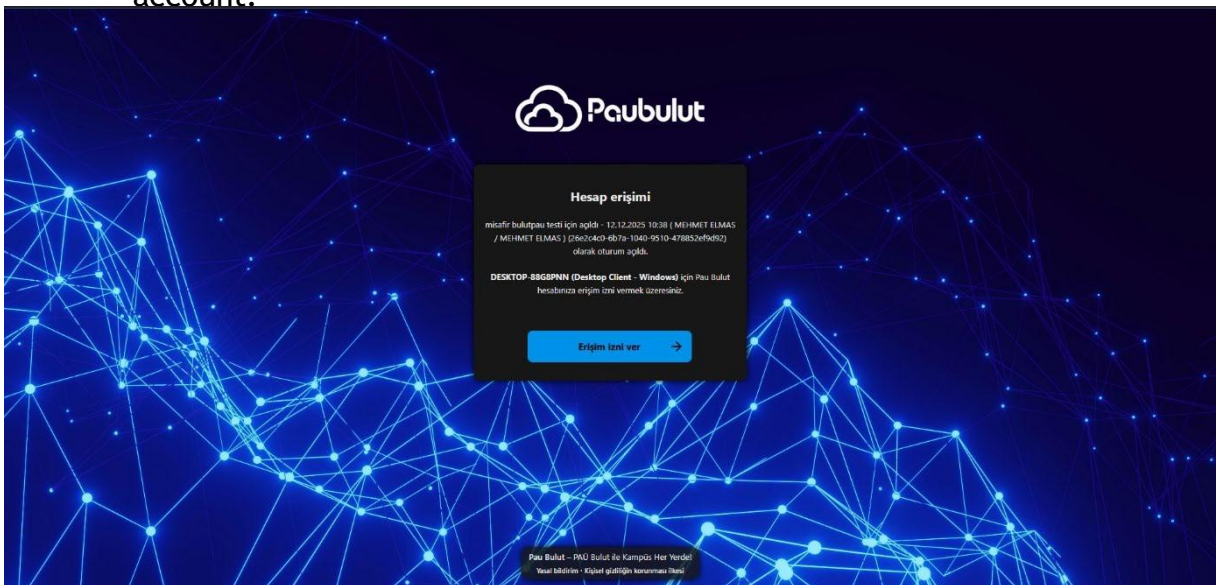 account.
Paubulut
Hesap erişimi
misafir bulutpau testi için açıldı - 12.12.2025 10:38 ( MEHMET ELMAS
/ MEHMET ELMAS ) (26e2c4c0-6b7a-1040-9510-478852ef9d92)
olarak oturum açıldı.
DESKTOP-88G8PNN (Desktop Client - Windows) için Pau Bulut
hesabınıza erişim izni vermek üzeresiniz.
Erişim izni ver
Pau Bulut – PAÜ Bulut ile Kampüs Her Yerde!
Yasal bildirim · Kişisel gizliliğin korunması ilkesi